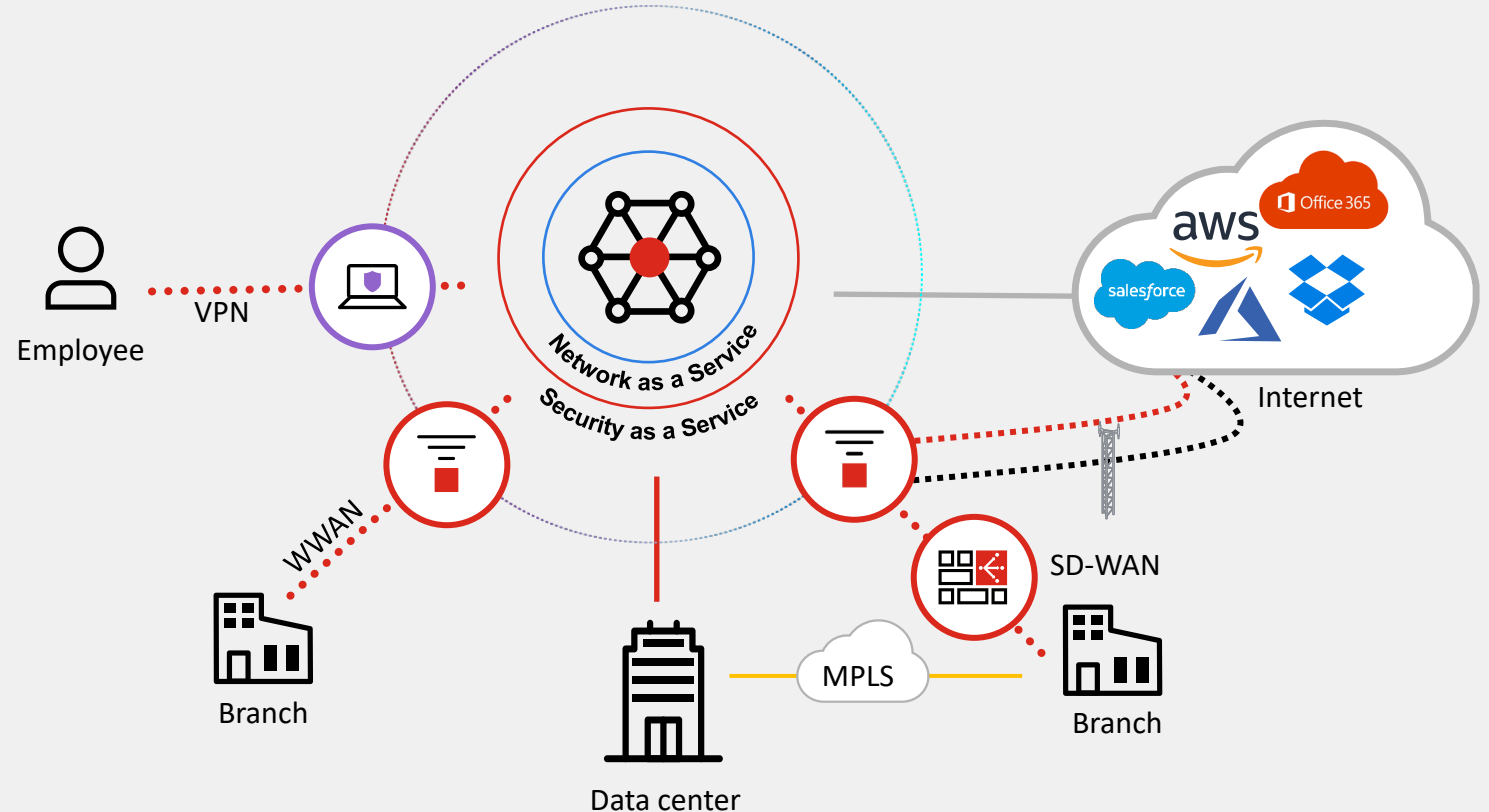 Office 365
aws
salesforce
VPN
Employee
Network as a Service
Security as a Service
Internet
WWAN
SD-WAN
MPLS
Branch
Branch
Data center